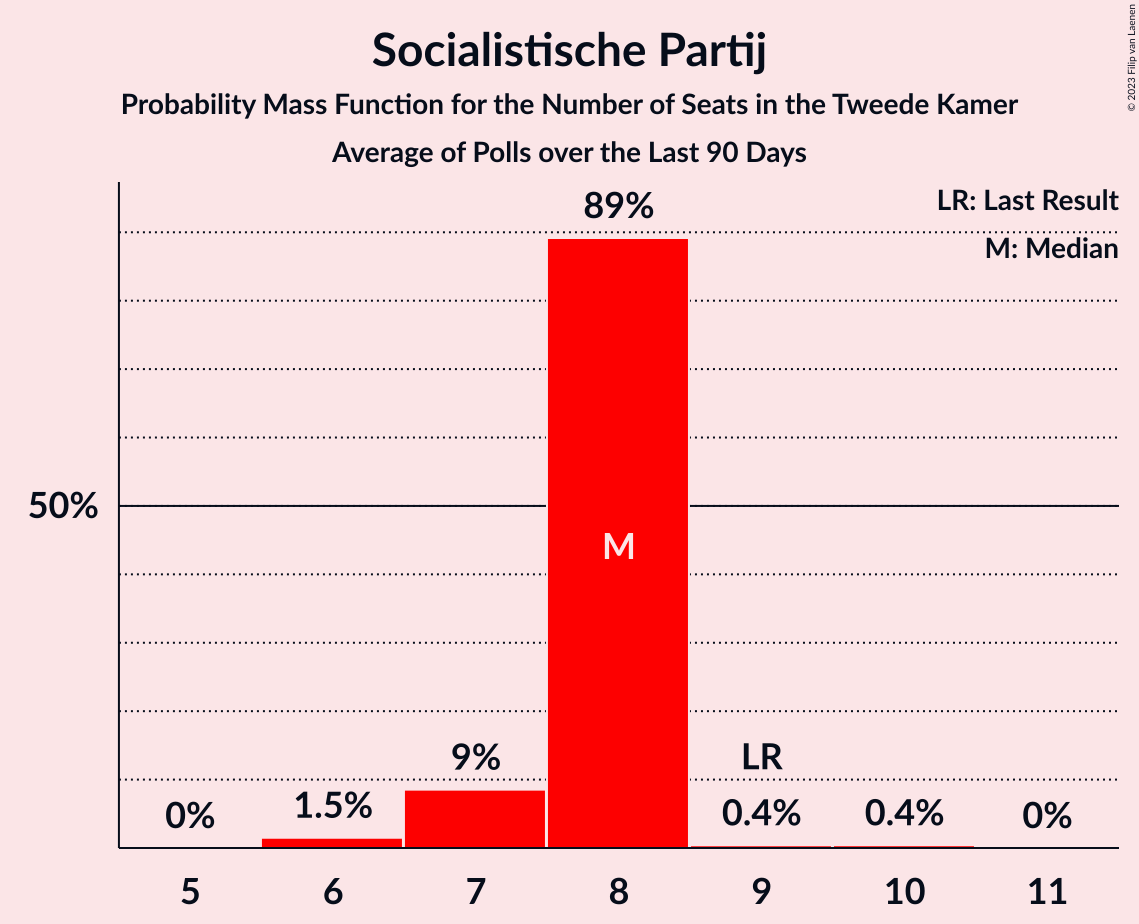 Socialistische Partij
Probability Mass Function for the Number of Seats in the Tweede Kamer
Average of Polls over the Last 90 Days
© 2023 Filip van Laenen
LR: Last Result
M: Median
50%
0%
1.5%
9%
89%
M
LR
0.4%
0.4%
0%
5
6
7
8
9
10
11